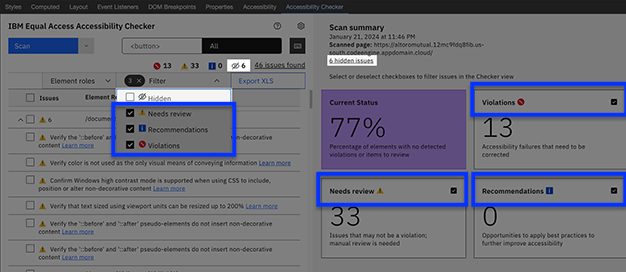 Styles Computed Layout Event Listeners DOM Breakpoints Properties Accessibility Accessibility Checker
IBM Equal Access Accessibility Checker
Scan
<button>
All
13 33 0 6 46 issues found
Element roles
3 × Filter
Export XLS
Hidden
Needs review
Recommendations
Violations
Issues Element R
6 /docume
Verify the '::before' and '::after' pseudo-elements do not insert non-decorative
content Learn more
Verify color is not used as the only visual means of conveying information Learn more
Confirm Windows high contrast mode is supported when using CSS to include,
position or alter non-decorative content Learn more
Verify that text sized using viewport units can be resized up to 200% Learn more
Verify the '::before' and '::after' pseudo-elements do not insert non-decorative
content Learn more
Verify the '::before' and '::after' pseudo-elements do not insert non-decorative
Scan summary
January 21, 2024 at 11:46 PM
Scanned page: https://altoromutual.12mc9fdq8fib.us-
south.codeengine.appdomain.cloud/
6 hidden issues
Select or deselect checkboxes to filter issues in the Checker view
Current Status
77%
Percentage of elements with no detected
violations or items to review
Violations
13
Accessibility failures that need to be
corrected
Needs review
33
Issues that may not be a violation;
manual review is needed
Recommendations
0
Opportunities to apply best practices to
further improve accessibility